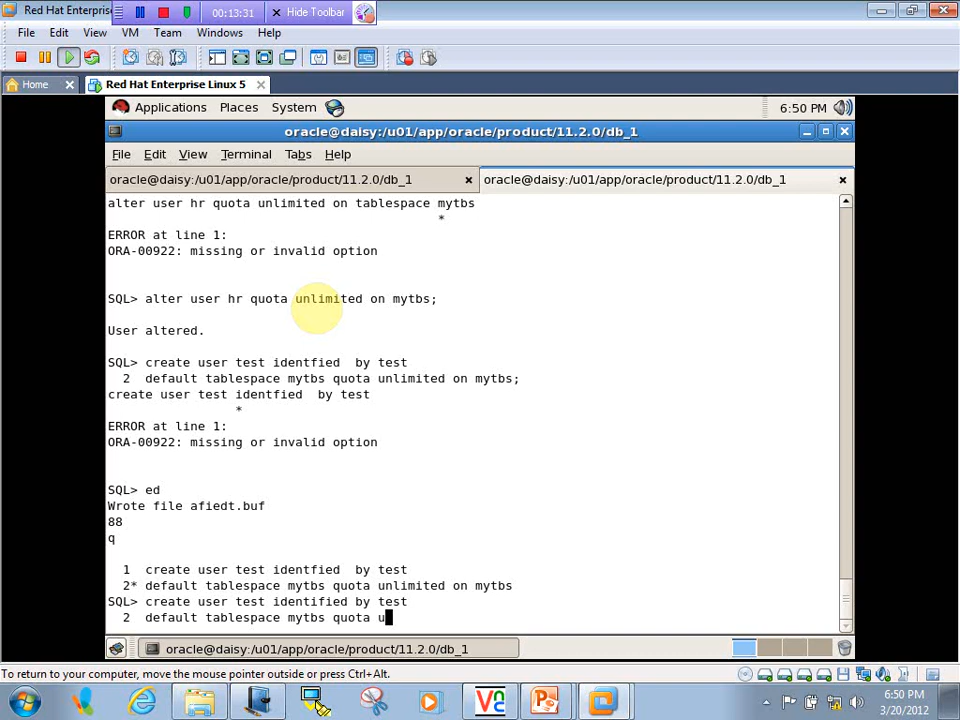 Red Hat Enterprise
00:13:31
Hide Toolbar
File Edit View VM Team Windows Help
Home
Red Hat Enterprise Linux 5
Applications Places System
6:50 PM
oracle@daisy:/u01/app/oracle/product/11.2.0/db_1
File Edit View Terminal Tabs Help
oracle@daisy:/u01/app/oracle/product/11.2.0/db_1
oracle@daisy:/u01/app/oracle/product/11.2.0/db_1
alter user hr quota unlimited on tablespace mytbs
*
ERROR at line 1:
ORA-00922: missing or invalid option
SQL> alter user hr quota unlimited on mytbs;
User altered.
SQL> create user test identfied  by test
2  default tablespace mytbs quota unlimited on mytbs;
create user test identfied  by test
*
ERROR at line 1:
ORA-00922: missing or invalid option
SQL> ed
Wrote file afiedt.buf
88
q
1  create user test identfied  by test
2* default tablespace mytbs quota unlimited on mytbs
SQL> create user test identified by test
2  default tablespace mytbs quota u
oracle@daisy:/u01/app/oracle/product/11.2.0/db_1
To return to your computer, move the mouse pointer outside or press Ctrl+Alt.
6:50 PM
3/20/2012